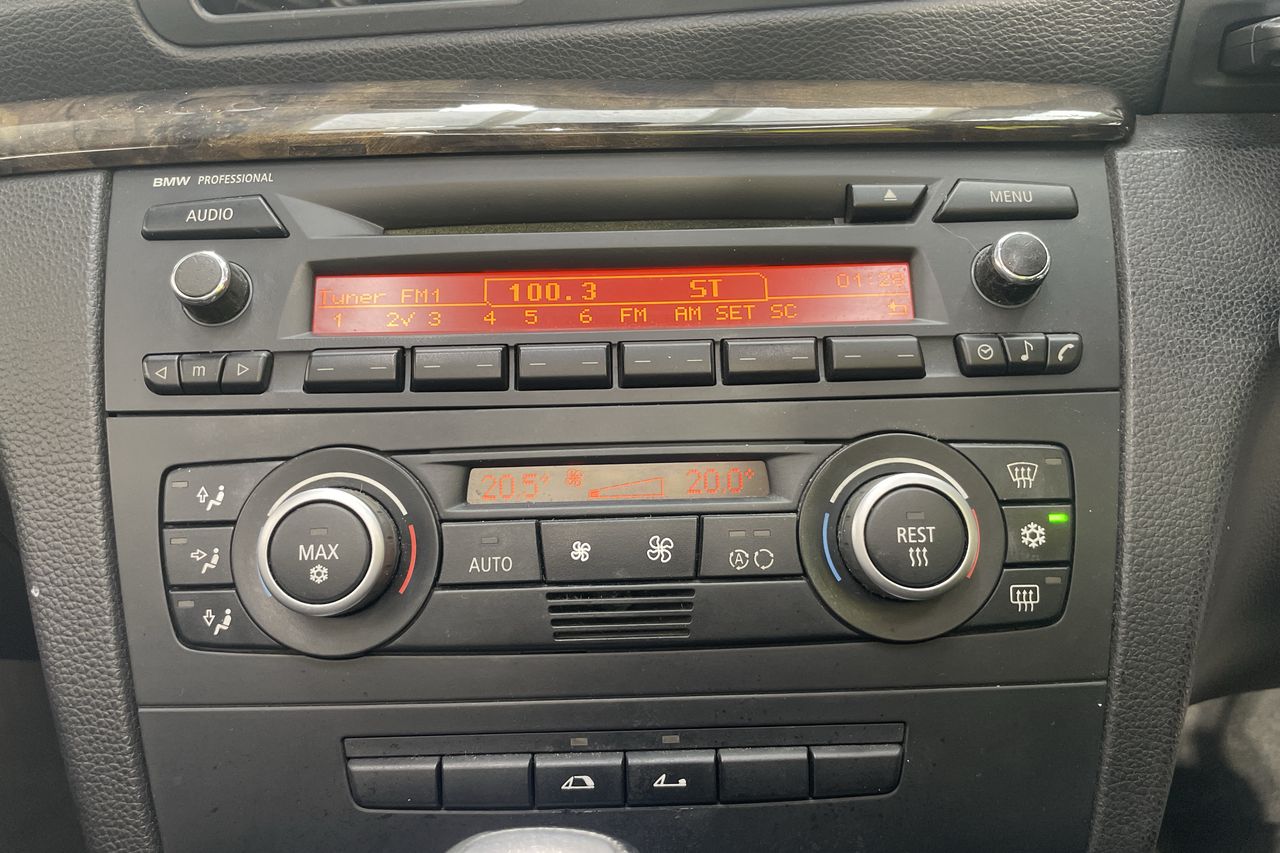 BMW PROFESSIONAL
AUDIO
MENU
Tuner FM1 100.3 ST 01:28
1 2√ 3 4 5 6 FM AM SET SC
m
20.5° 20.0°
MAX
AUTO
A
REST